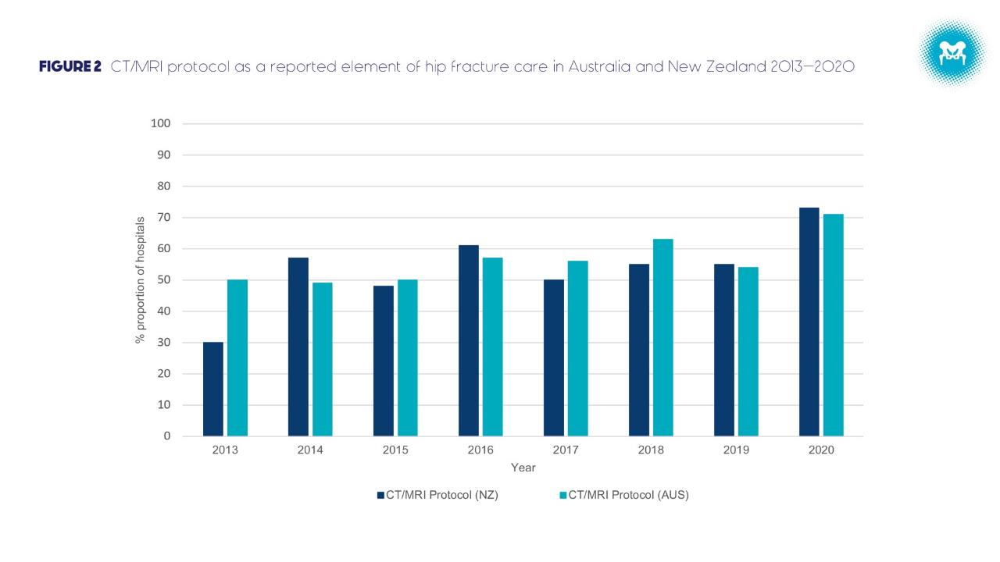 FIGURE 2 CT/MRI protocol as a reported element of hip fracture care in Australia and New Zealand 2013–2020
100
90
80
70
60
50
40
30
20
10
0
% proportion of hospitals
2013 2014 2015 2016 2017 2018 2019 2020
Year
CT/MRI Protocol (NZ) CT/MRI Protocol (AUS)